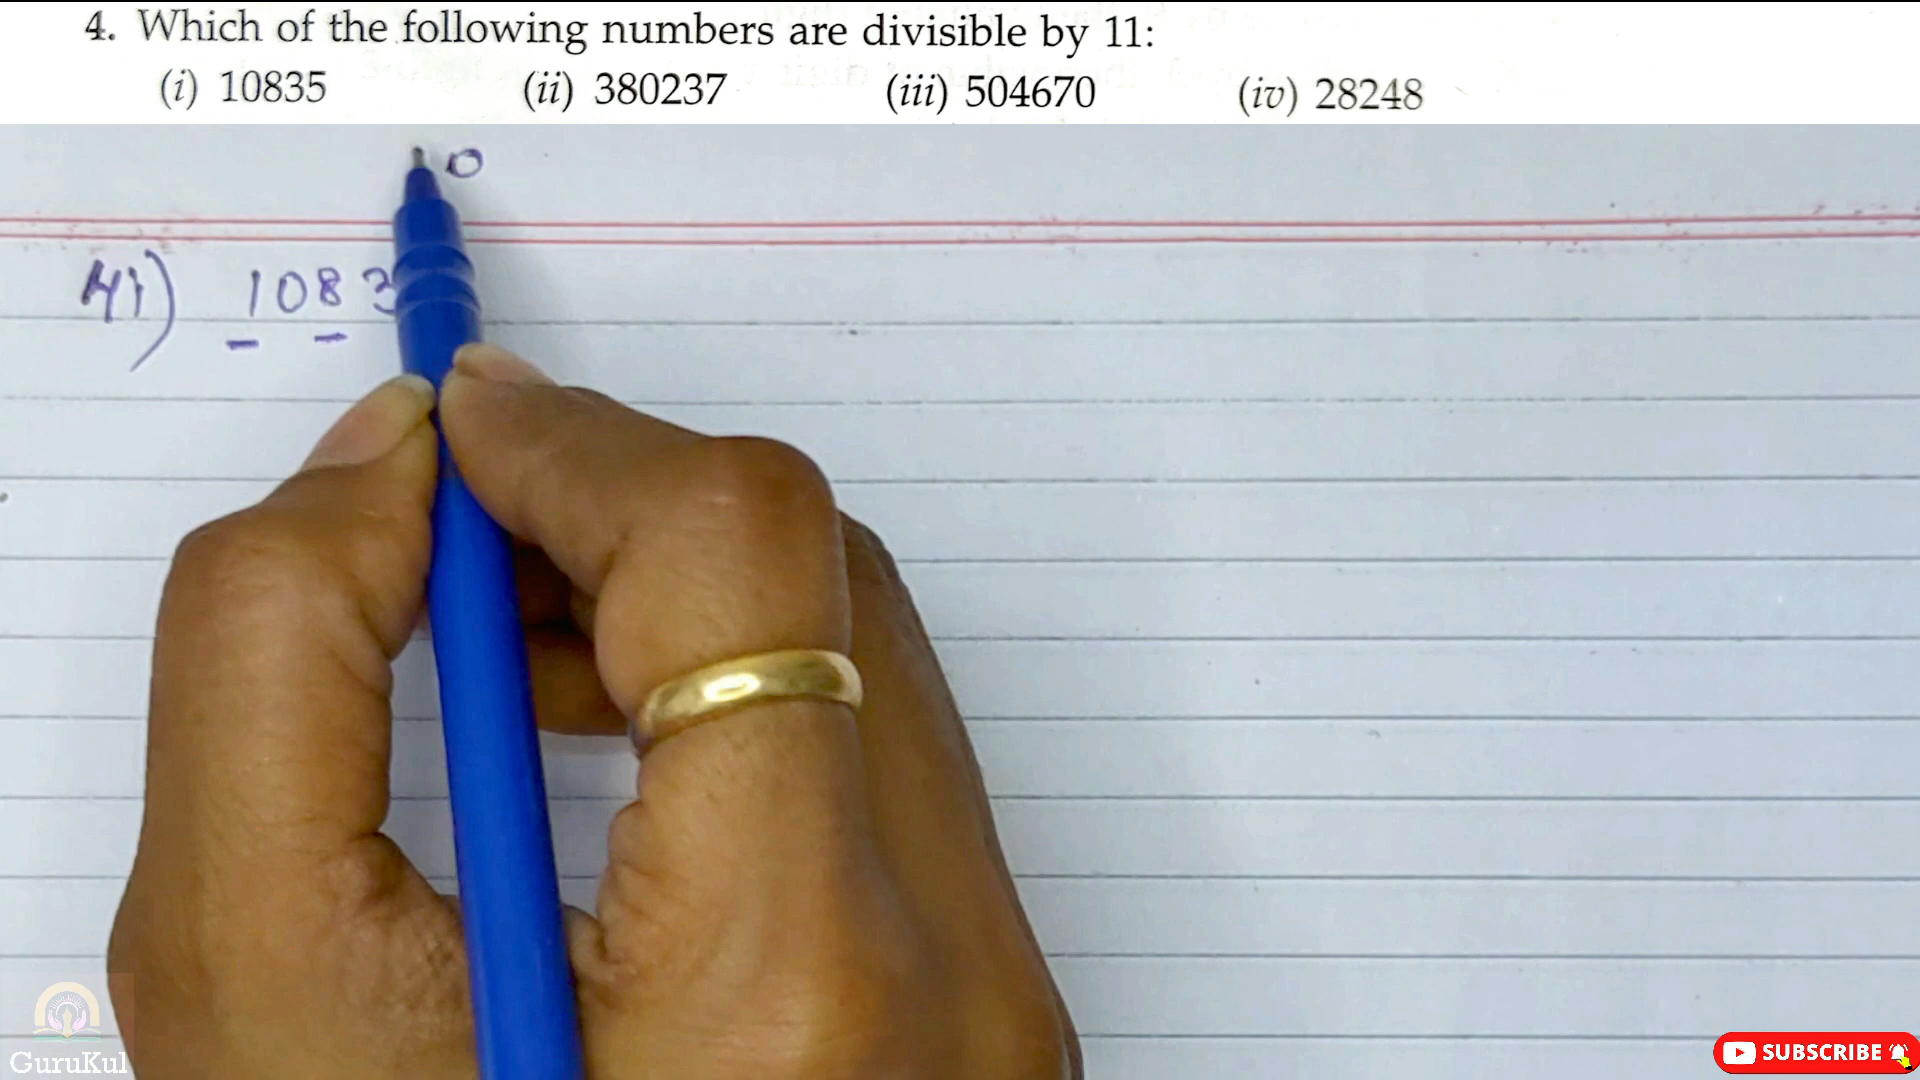 4. Which of the following numbers are divisible by 11:
(i) 10835 (ii) 380237 (iii) 504670 (iv) 28248
0
4i) 1083
GuruKul
SUBSCRIBE